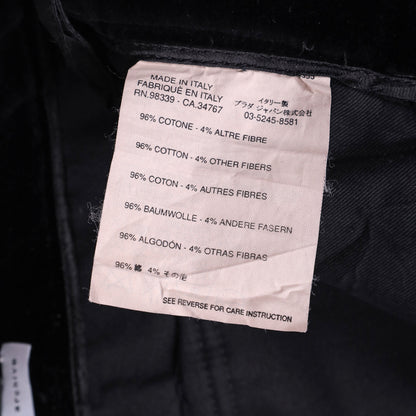 MADE IN ITALY
FABRIQUÉ EN ITALY
RN.98339 - CA.34767
イタリー製
プラダ ジャパン(株)
03-5245-8581
96% COTONE - 4% ALTRE FIBRE
96% COTTON - 4% OTHER FIBERS
96% COTON - 4% AUTRES FIBRES
96% BAUMWOLLE - 4% ANDERE FASERN
96% ALGODÓN - 4% OTRAS FIBRAS
96% 綿 4% その他
SEE REVERSE FOR CARE INSTRUCTION